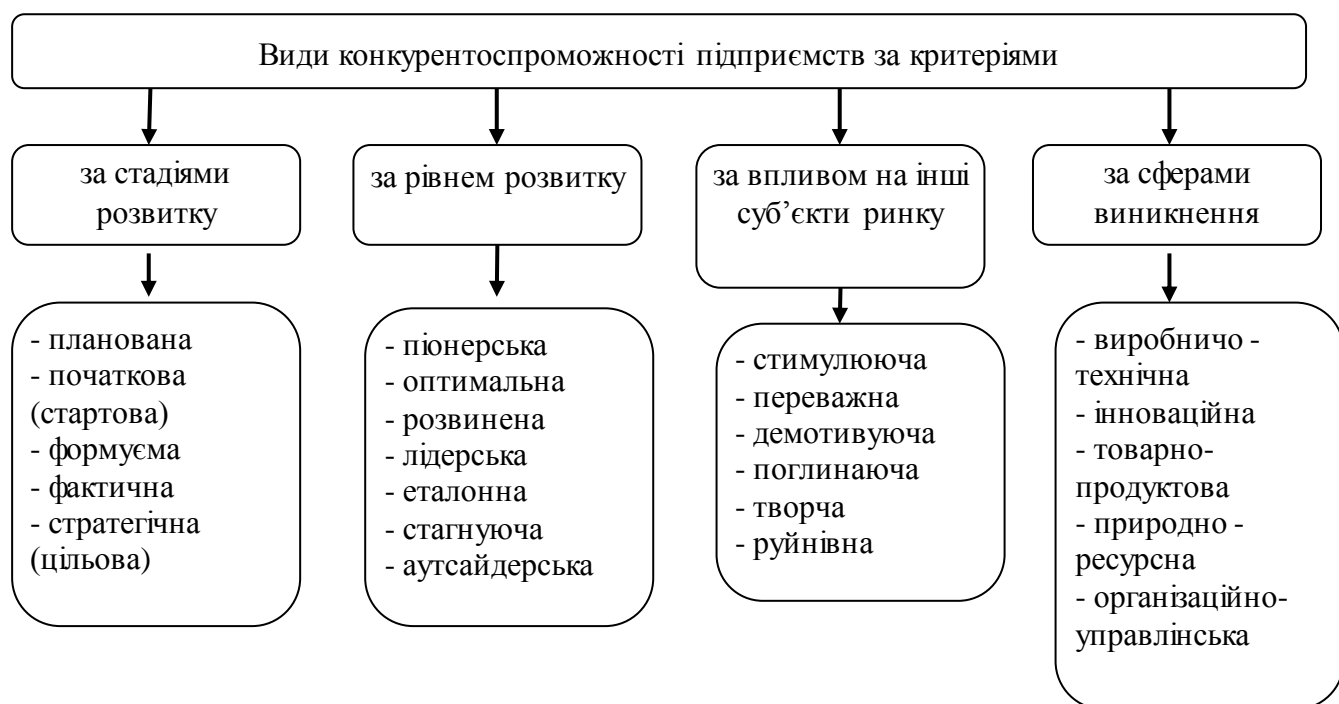 Види конкурентоспроможності підприємств за критеріями
за стадіями
розвитку
за рівнем розвитку
за впливом на інші
суб’єкти ринку
за сферами
виникнення
- планована
- початкова
(стартова)
- формуєма
- фактична
- стратегічна
(цільова)
- піонерська
- оптимальна
- розвинена
- лідерська
- еталонна
- стагнуюча
- аутсайдерська
- стимулююча
- переважна
- демотивуюча
- поглинаюча
- творча
- руйнівна
- виробничо -
технічна
- інноваційна
- товарно-
продуктова
- природно -
ресурсна
- організаційно-
управлінська